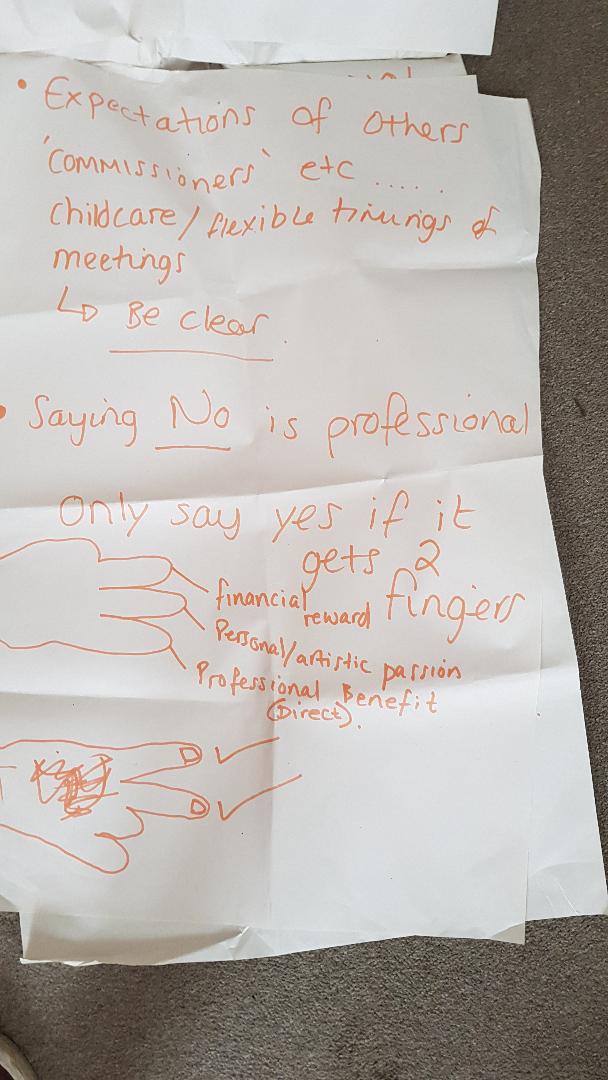 • Expectations of others
'commissioners' etc .....
childcare/flexible timings of
meetings
↳ Be clear.
• Saying No is professional
Only say yes if it
gets 2
fingers
financial
reward
Personal/artistic passion
Professional Benefit
(Direct).